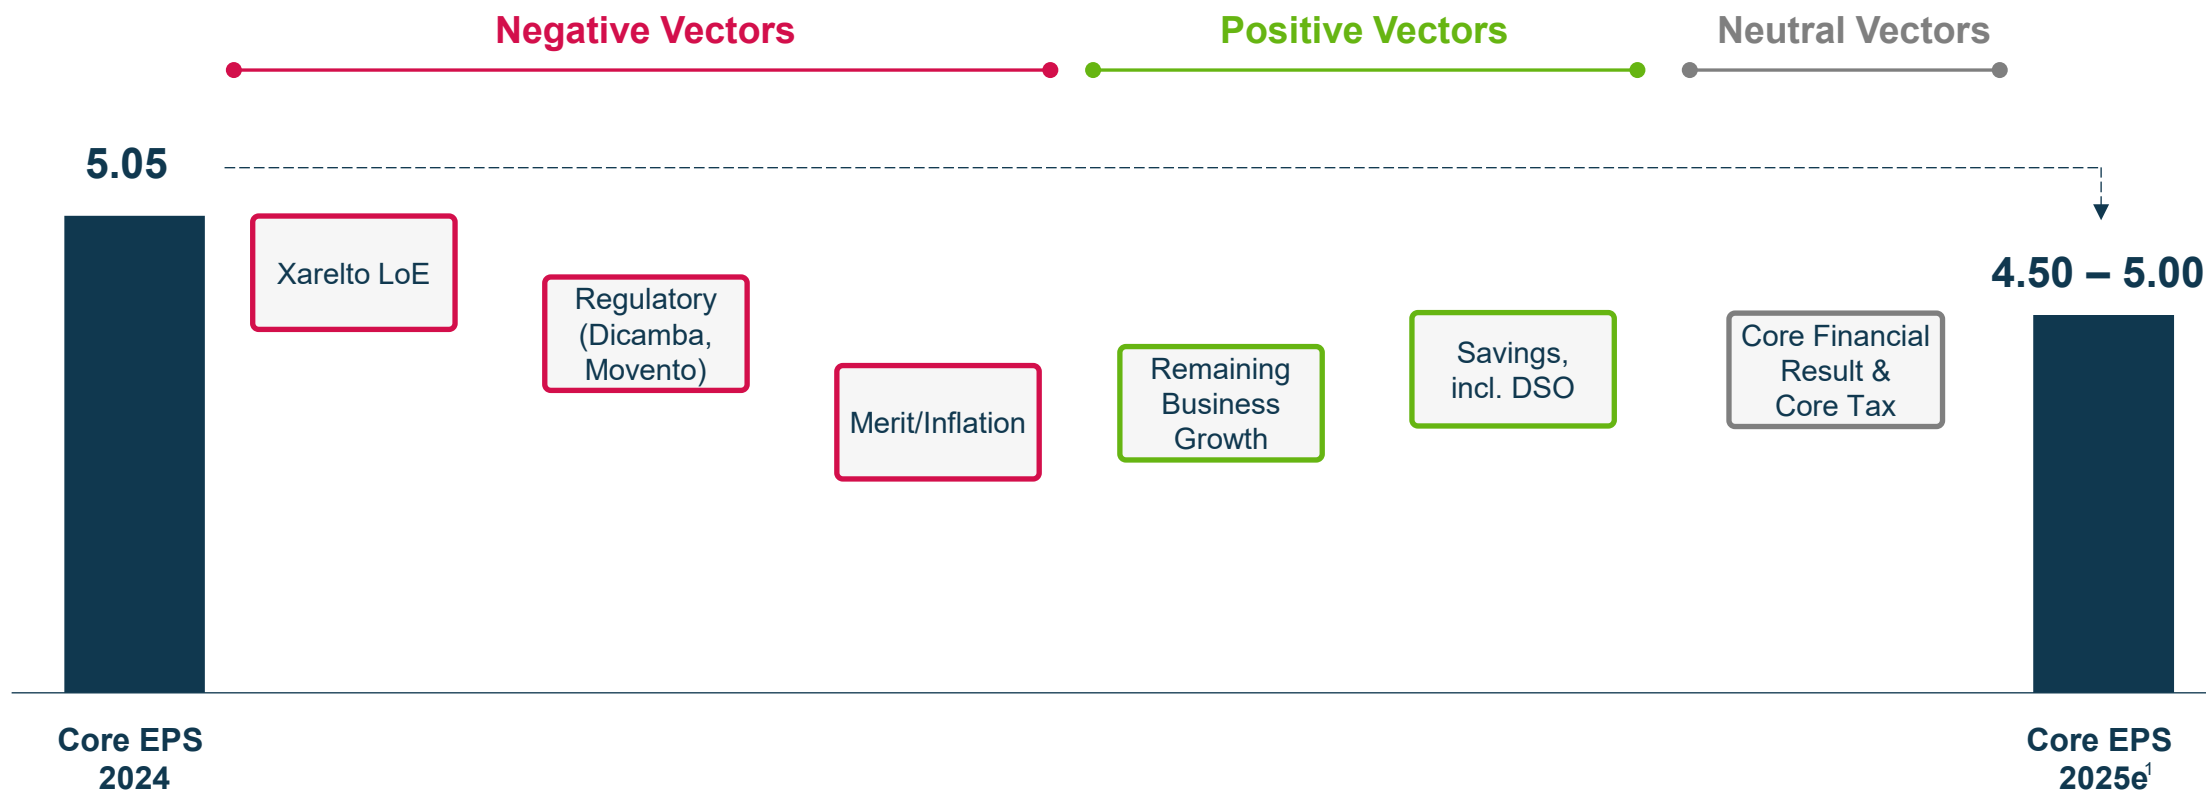 Negative Vectors
Positive Vectors
Neutral Vectors
5.05
Xarelto LoE
Regulatory
(Dicamba,
Movento)
Merit/Inflation
Remaining
Business
Growth
Savings,
incl. DSO
Core Financial
Result &
Core Tax
4.50 – 5.00
Core EPS
2024
Core EPS
2025e¹